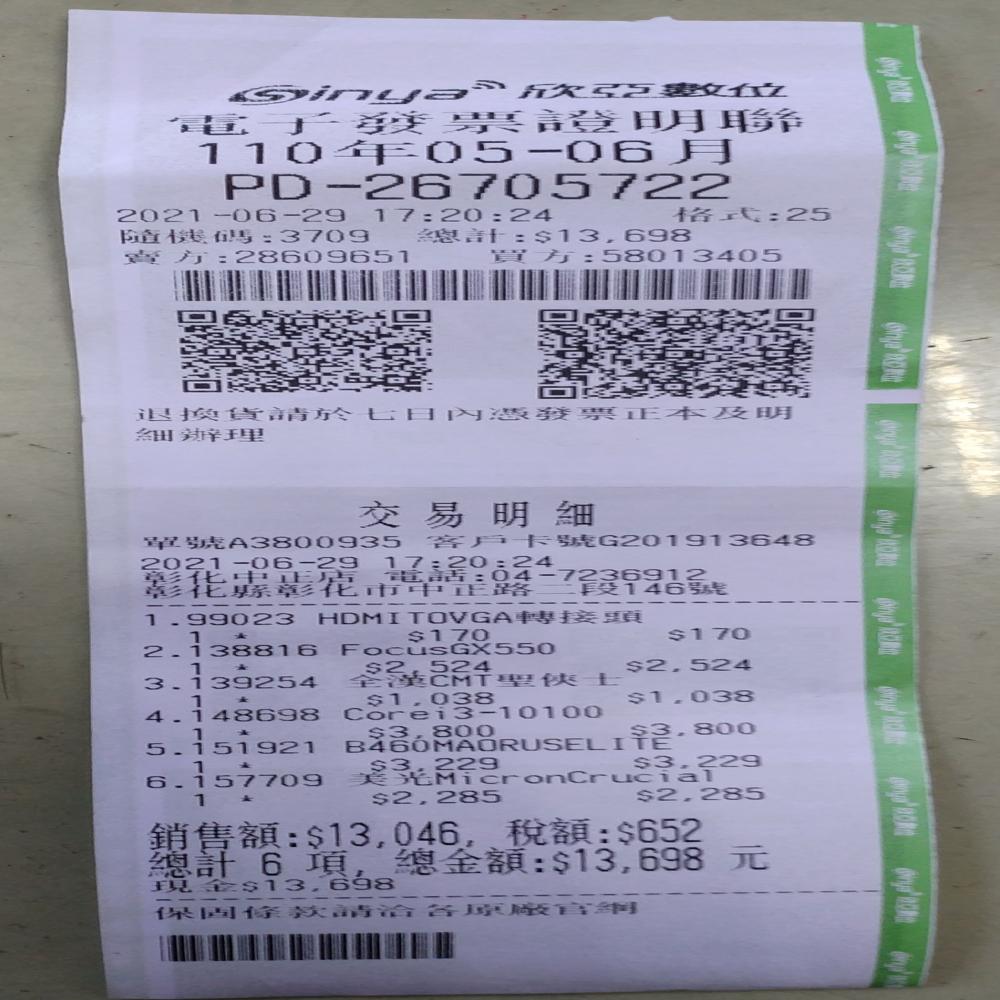 Sinya 欣亞數位
電子發票證明聯
110年05-06月
PD-26705722
2021-06-29 17:20:24 格式:25
隨機碼:3709 總計:$13,698
賣方:28609651 買方:58013405
退換貨請於七日內憑發票正本及明
細辦理
交易明細
單號A3800935 客戶卡號G201913648
2021-06-29 17:20:24
彰化中正店 電話:04-7236912
彰化縣彰化市中正路二段146號
1.99023 HDMITOVGA轉接頭
1 * $170 $170
2.138816 FocusGX550
1 * $2,524 $2,524
3.139254 全漢CMT聖俠士
1 * $1,038 $1,038
4.148698 Corei3-10100
1 * $3,800 $3,800
5.151921 B460MAORUSELITE
1 * $3,229 $3,229
6.157709 美光MicronCrucial
1 * $2,285 $2,285
銷售額:$13,046, 稅額:$652
總計 6 項, 總金額:$13,698 元
現金$13,698
保固條款請洽各原廠官網